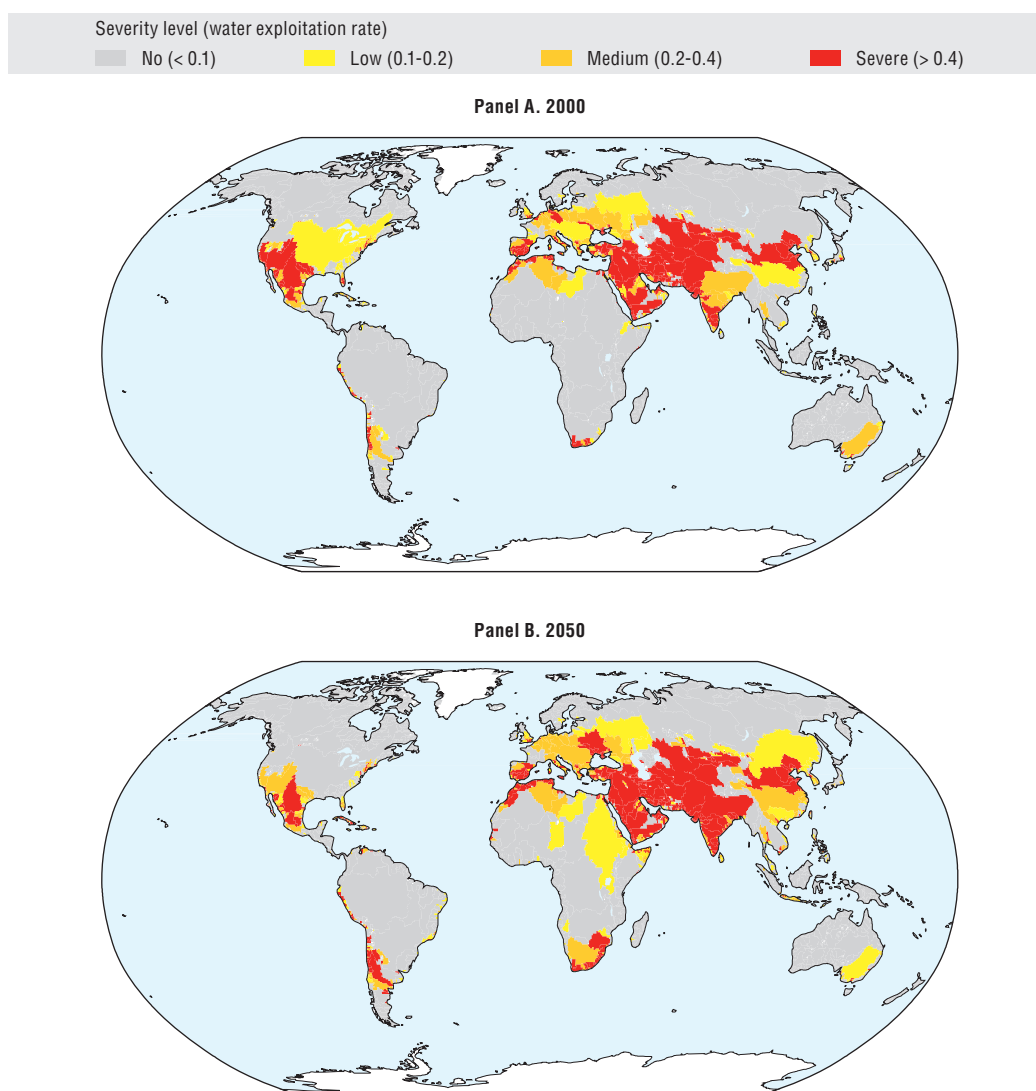 Severity level (water exploitation rate)
No (< 0.1) Low (0.1-0.2) Medium (0.2-0.4) Severe (> 0.4)
Panel A. 2000
Panel B. 2050